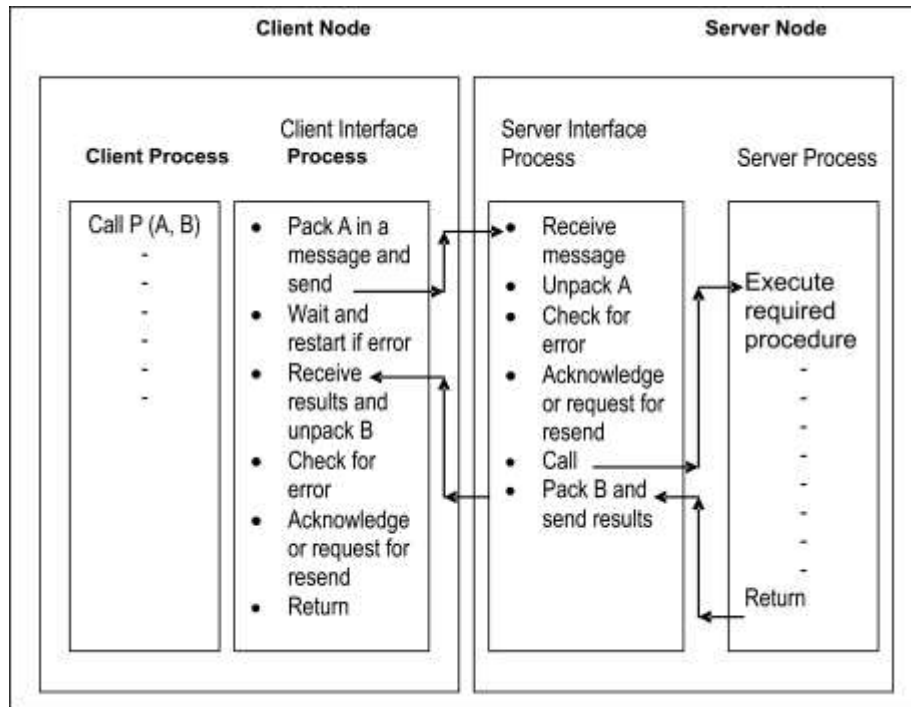 Client Node
Server Node
Client Process
Client Interface
Process
Server Interface
Process
Server Process
Call P (A, B)
-
-
-
-
-
-
• Pack A in a
message and
send
• Wait and
restart if error
• Receive
results and
unpack B
• Check for
error
• Acknowledge
or request for
resend
• Return
• Receive
message
• Unpack A
• Check for
error
• Acknowledge
or request for
resend
• Call
• Pack B and
send results
Execute
required
procedure
-
-
-
-
-
-
-
-
Return